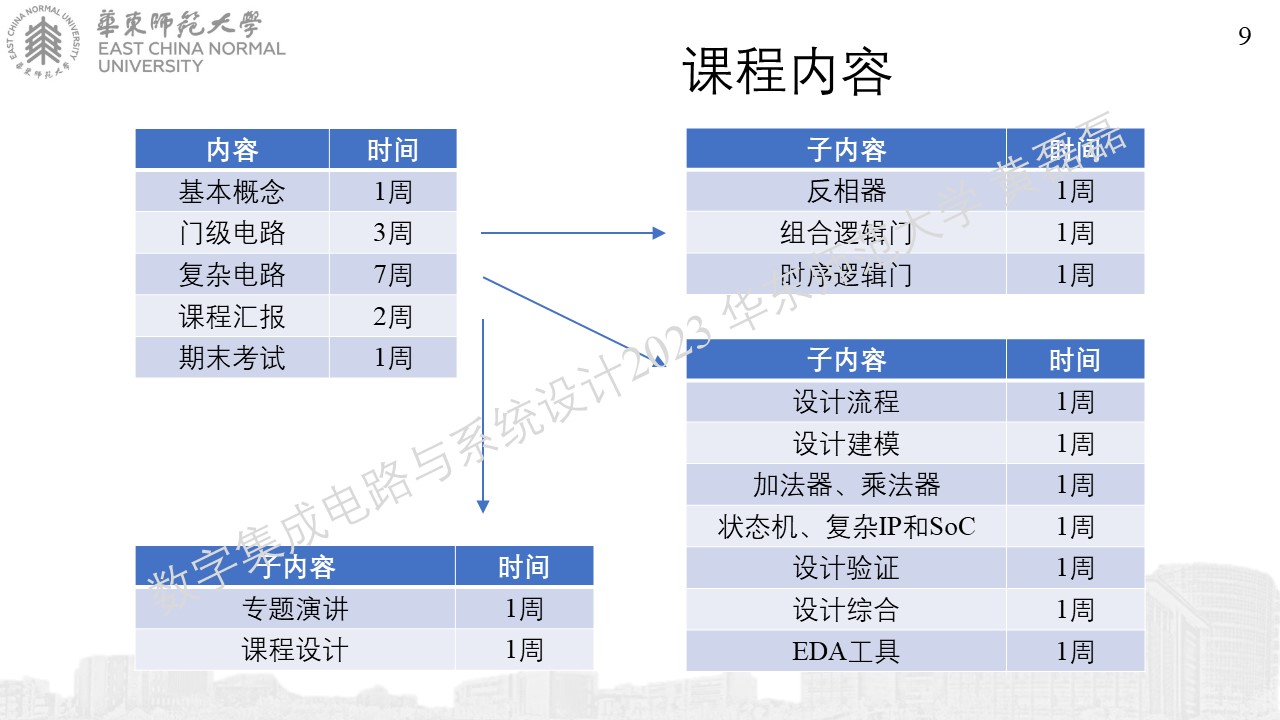 華東師範大學
EAST CHINA NORMAL
UNIVERSITY
EAST CHINA NORMAL UNIVERSITY
華東师范大学
9
课程内容
内容 时间
基本概念 1周
门级电路 3周
复杂电路 7周
课程汇报 2周
期末考试 1周
子内容 时间
反相器 1周
组合逻辑门 1周
时序逻辑门 1周
子内容 时间
设计流程 1周
设计建模 1周
加法器、乘法器 1周
状态机、复杂IP和SoC 1周
设计验证 1周
设计综合 1周
EDA工具 1周
子内容 时间
专题演讲 1周
课程设计 1周
数字集成电路与系统设计2023 华东师范大学 黄磊磊